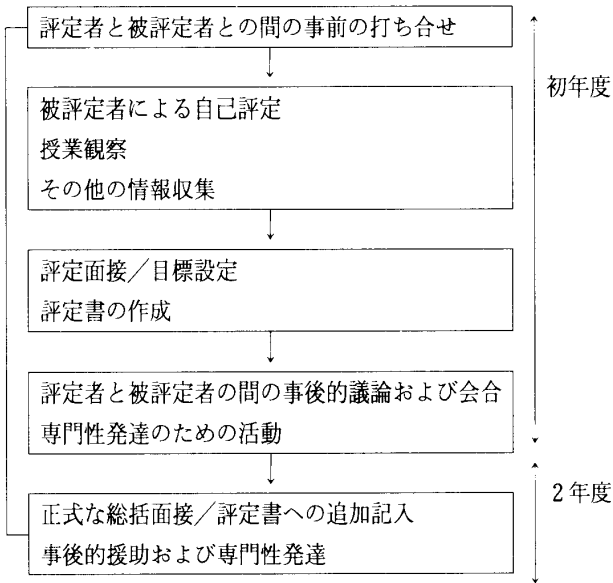 評定者と被評定者との間の事前の打ち合せ
初年度
被評定者による自己評定
授業観察
その他の情報収集
評定面接／目標設定
評定書の作成
評定者と被評定者の間の事後的議論および会合
専門性発達のための活動
2年度
正式な総括面接／評定書への追加記入
事後的援助および専門性発達